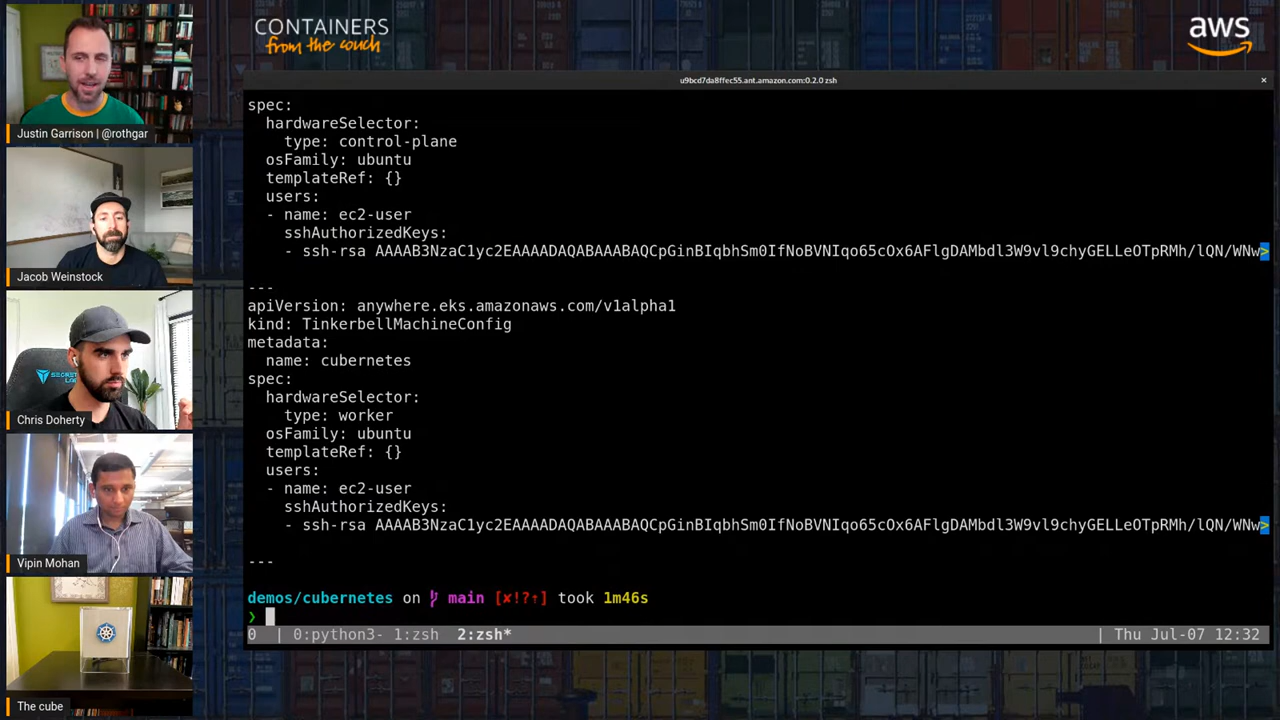 CONTAINERS
from the couch
aws
u9bcd7da8ffec55.ant.amazon.com:0.2.0 zsh
×
spec:
hardwareSelector:
type: control-plane
osFamily: ubuntu
templateRef: {}
users:
- name: ec2-user
sshAuthorizedKeys:
- ssh-rsa AAAAB3NzaC1yc2EAAAADAQABAAABAQCpGinBIqbhSm0IfNoBVNIqo65cOx6AFlgDAMbdl3W9vl9chyGELLeOTpRMh/lQN/WNw>
---
apiVersion: anywhere.eks.amazonaws.com/v1alpha1
kind: TinkerbellMachineConfig
metadata:
name: cubernetes
spec:
hardwareSelector:
type: worker
osFamily: ubuntu
templateRef: {}
users:
- name: ec2-user
sshAuthorizedKeys:
- ssh-rsa AAAAB3NzaC1yc2EAAAADAQABAAABAQCpGinBIqbhSm0IfNoBVNIqo65cOx6AFlgDAMbdl3W9vl9chyGELLeOTpRMh/lQN/WNw>
---
demos/cubernetes on main [✘!?⇡] took 1m46s
❯
0 | 0:python3- 1:zsh 2:zsh* | Thu Jul-07 12:32
Justin Garrison | @rothgar
Jacob Weinstock
Chris Doherty
Vipin Mohan
The cube